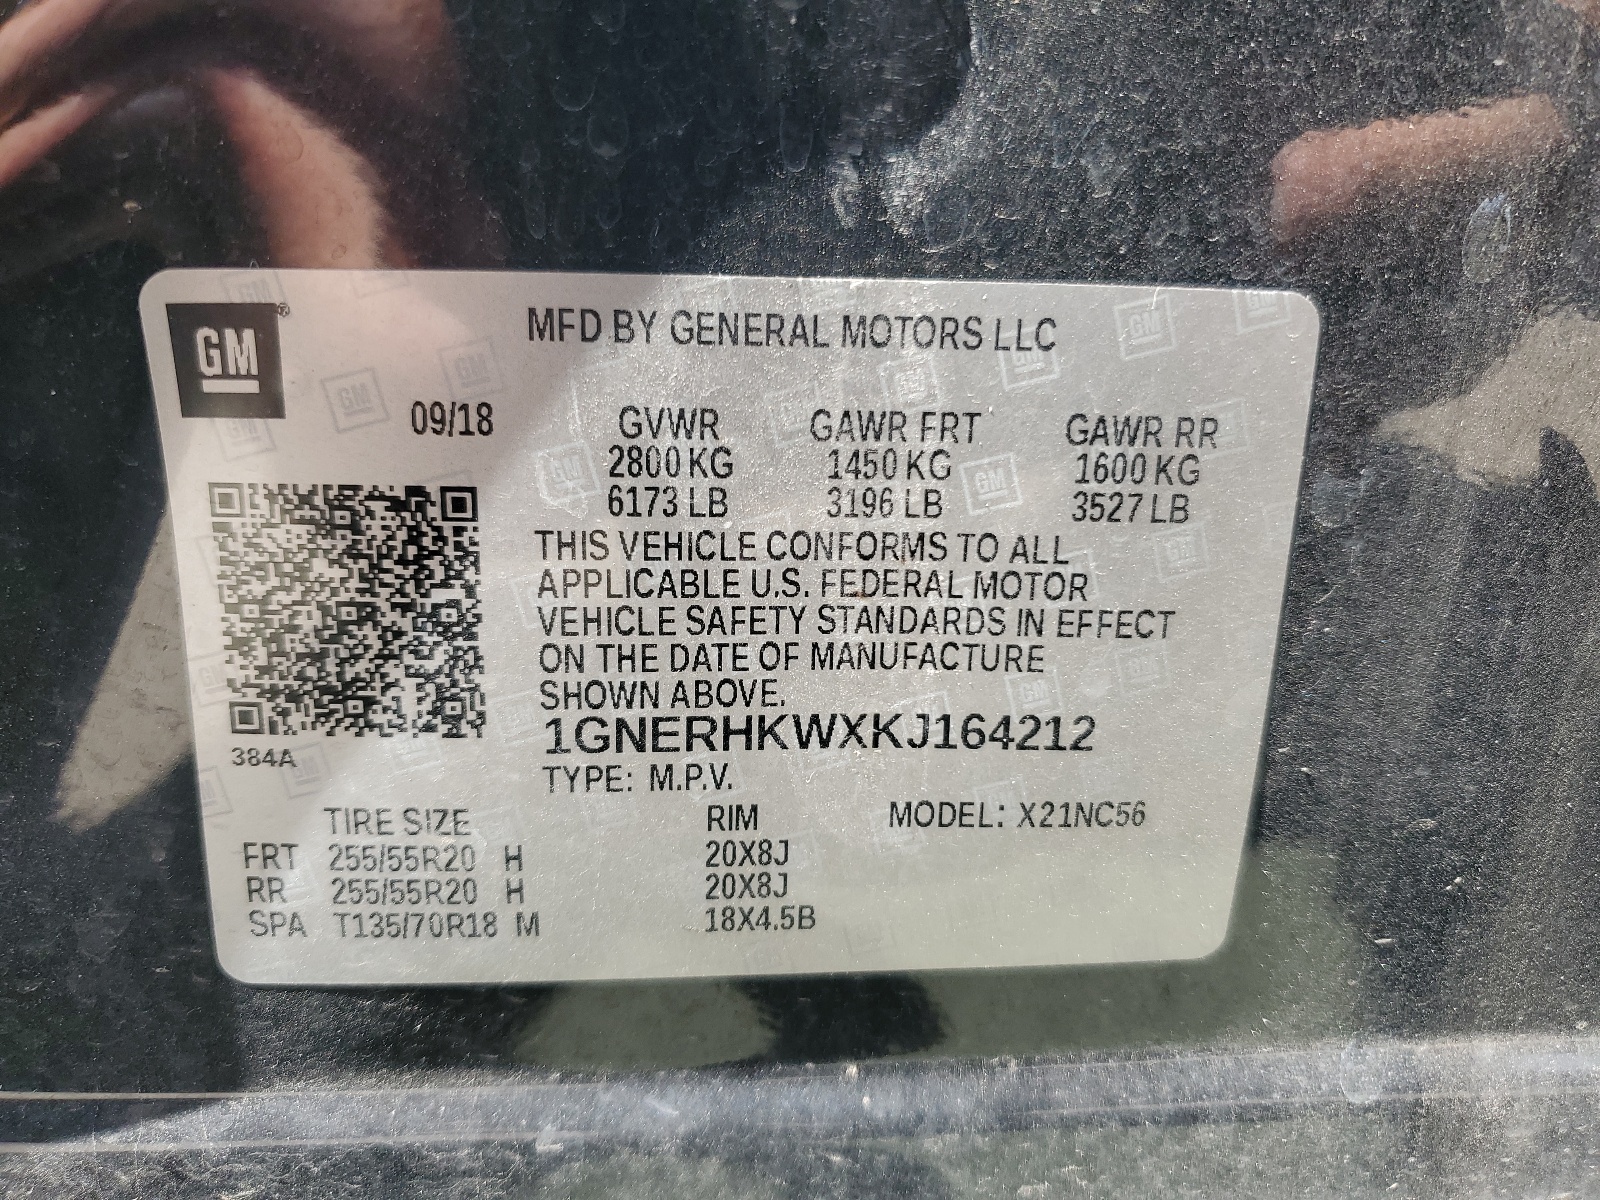 GM®
MFD BY GENERAL MOTORS LLC
09/18
GVWR GAWR FRT GAWR RR
2800 KG 1450 KG 1600 KG
6173 LB 3196 LB 3527 LB
THIS VEHICLE CONFORMS TO ALL
APPLICABLE U.S. FEDERAL MOTOR
VEHICLE SAFETY STANDARDS IN EFFECT
ON THE DATE OF MANUFACTURE
SHOWN ABOVE.
1GNERHKWXKJ164212
384A
TYPE: M.P.V.
TIRE SIZE RIM MODEL: X21NC56
FRT 255/55R20 H 20X8J
RR 255/55R20 H 20X8J
SPA T135/70R18 M 18X4.5B